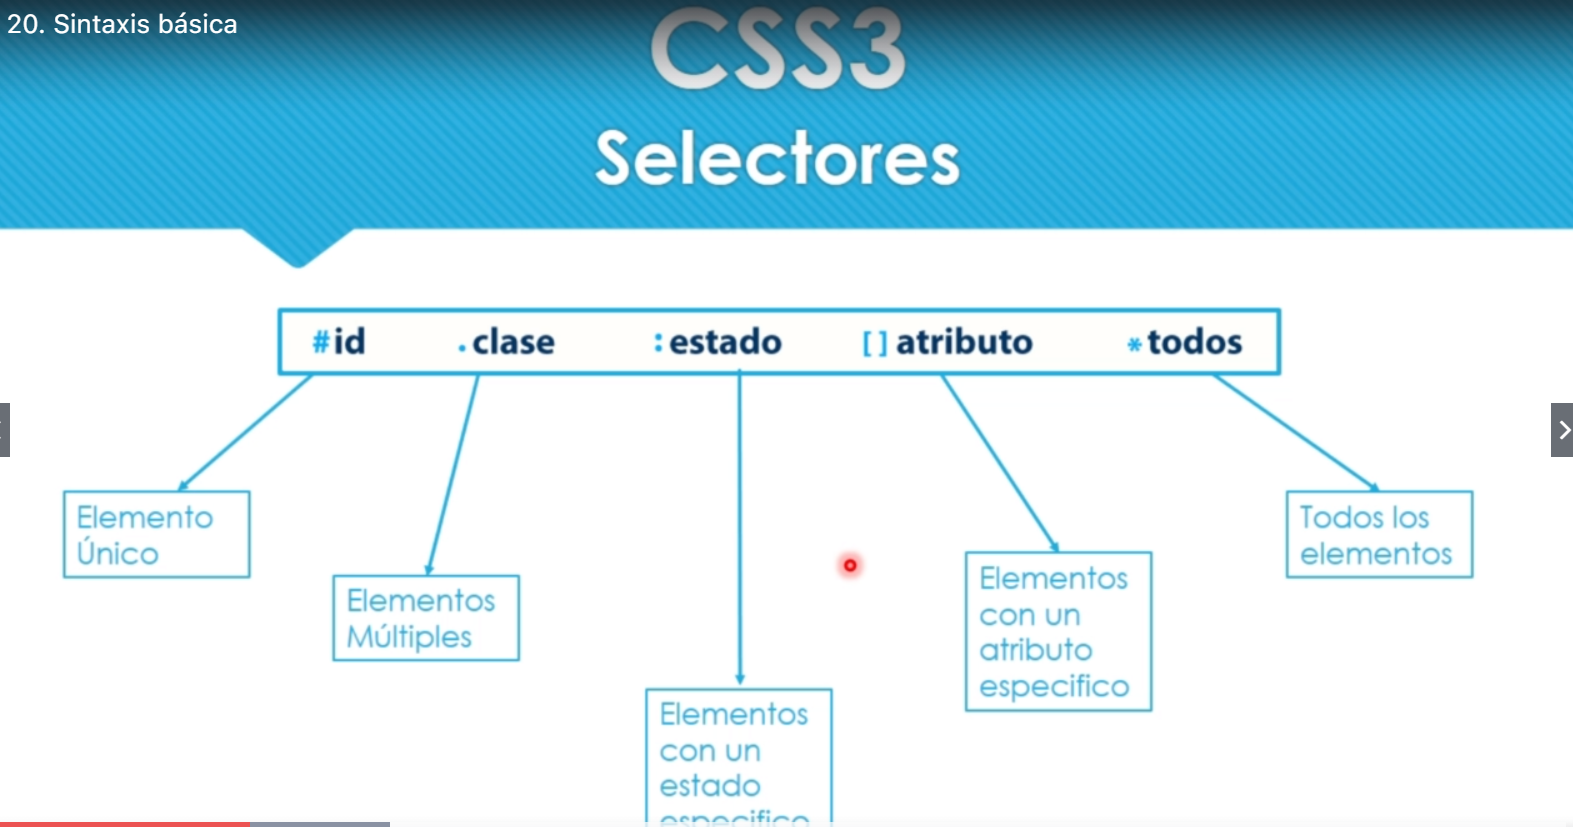 20. Sintaxis básica
CSS3
Selectores
#id .clase :estado [] atributo *todos
Elemento
Único
Elementos
Múltiples
Elementos
con un
estado
especifico
Elementos
con un
atributo
especifico
Todos los
elementos